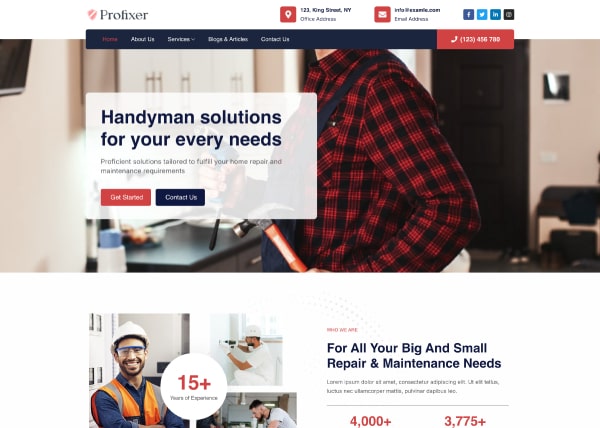 Profixer
123, King Street, NY
Office Address
info@examle.com
Email Address
Home
About Us
Services
Blogs & Articles
Contact Us
(123) 456 780
Handyman solutions
for your every needs
Proficient solutions tailored to fulfill your home repair and
maintenance requirements
Get Started
Contact Us
15+
Years of Experience
WHO WE ARE
For All Your Big And Small
Repair & Maintenance Needs
Lorem ipsum dolor sit amet, consectetur adipiscing elit. Ut elit tellus,
luctus nec ullamcorper mattis, pulvinar dapibus leo.
4,000+
3,775+